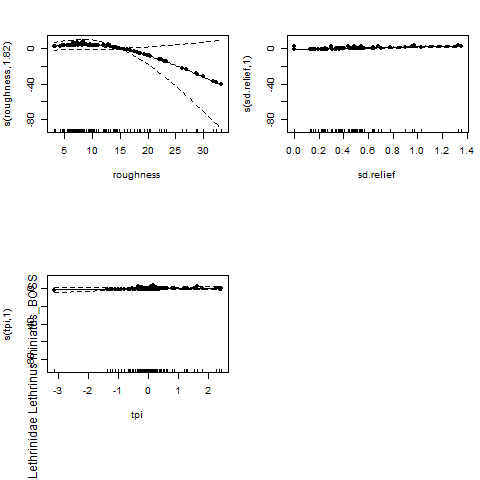 s(roughness,1.82)
0
-40
-80
5 10 15 20 25 30
roughness
s(sd.relief,1)
0
-40
-80
0.0 0.2 0.4 0.6 0.8 1.0 1.2 1.4
sd.relief
Lethrinidae Lethrinus miniatus_BOSS
s(tpi,1)
-3 -2 -1 0 1 2
tpi